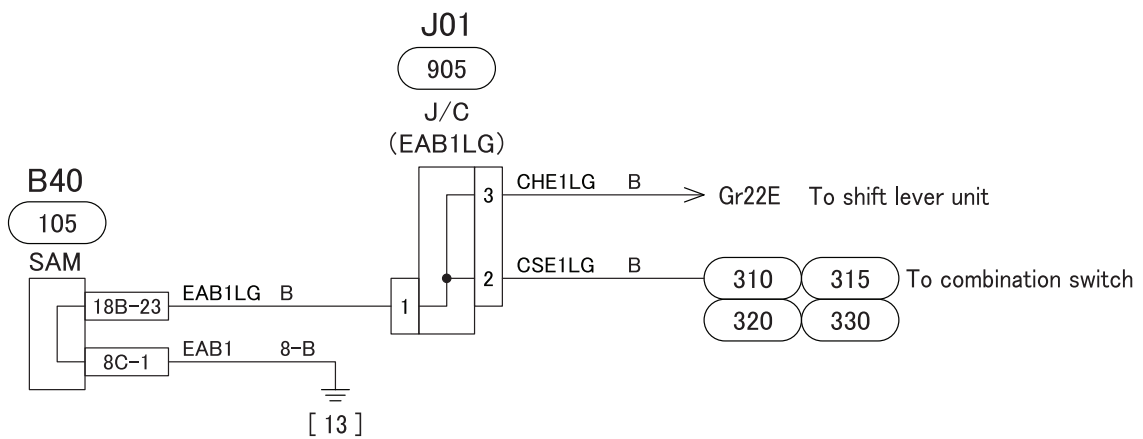 J01
905
J/C
(EAB1LG)
B40
105
SAM
3 CHE1LG B Gr22E To shift lever unit
2 CSE1LG B 310 315 To combination switch
320 330
18B-23 EAB1LG B 1
8C-1 EAB1 8-B
[ 13 ]